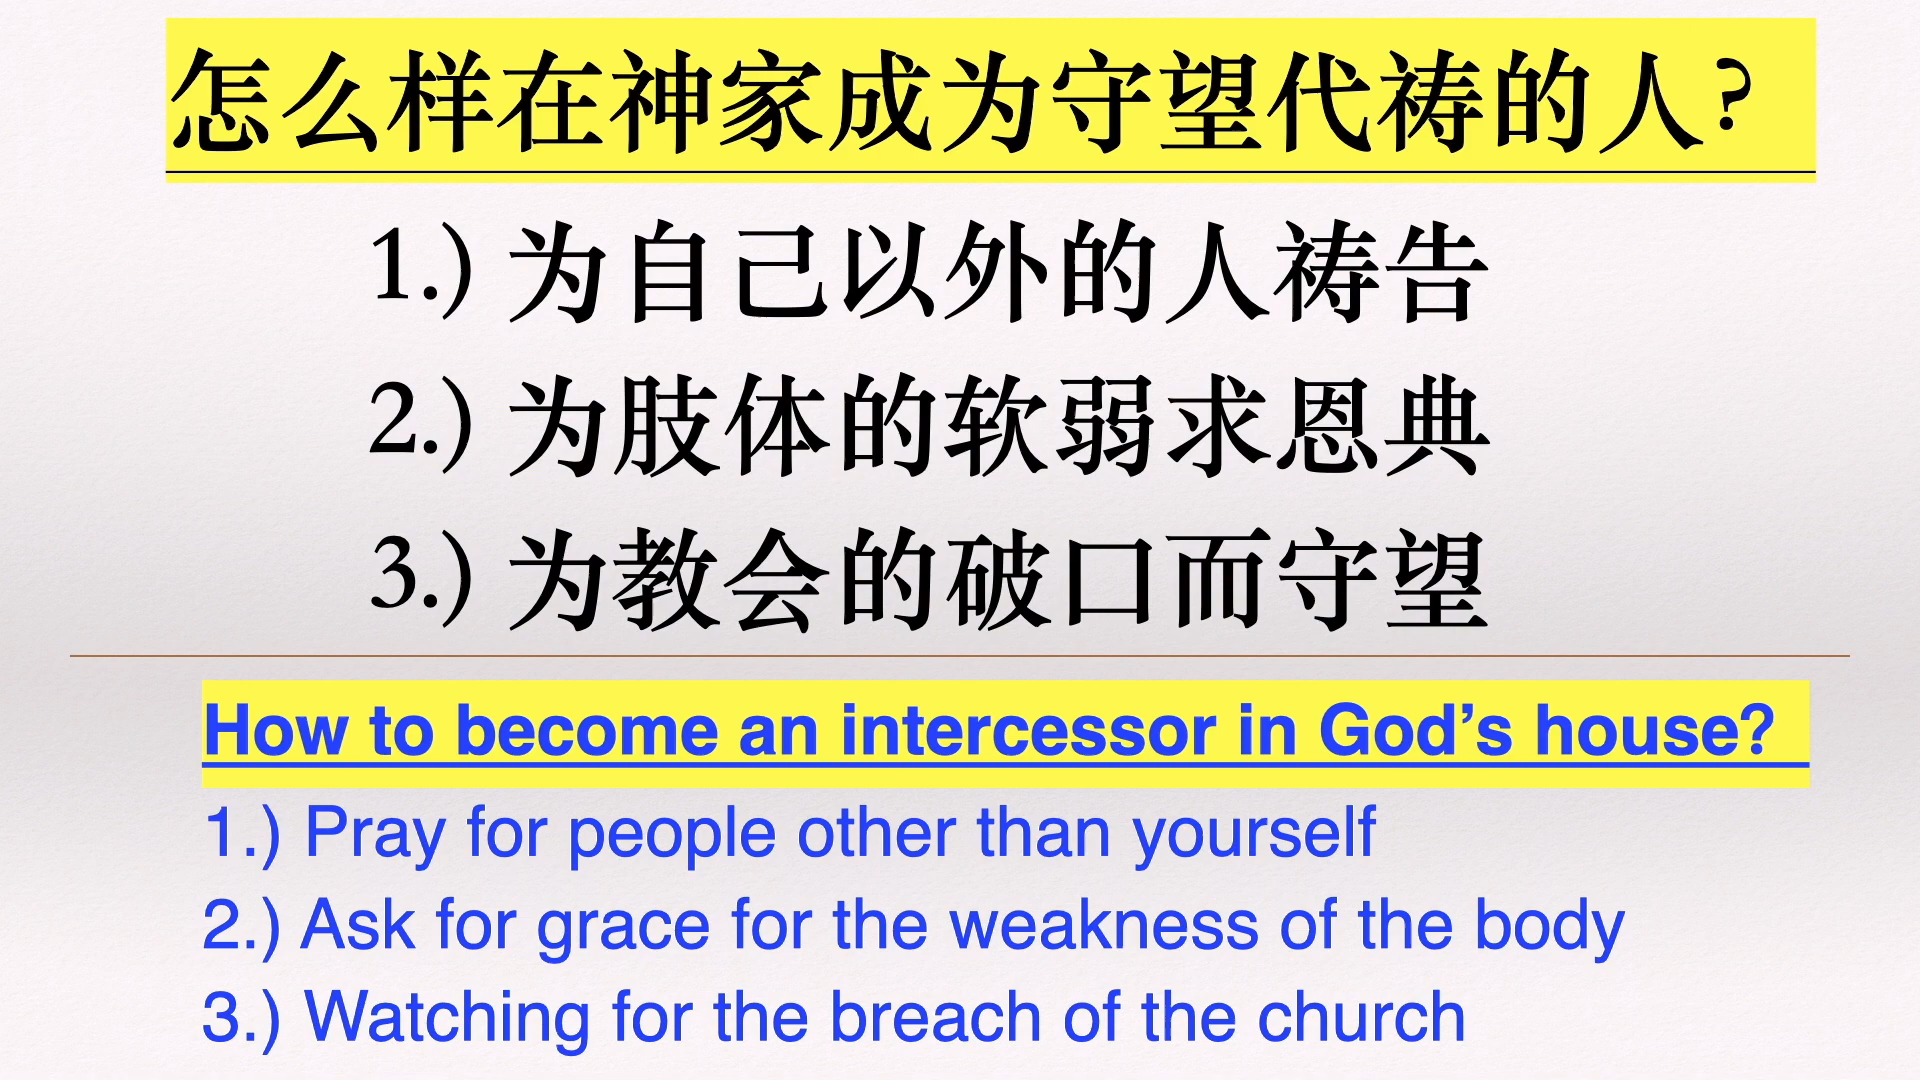 怎么样在神家成为守望代祷的人?
1.) 为自己以外的人祷告
2.) 为肢体的软弱求恩典
3.) 为教会的破口而守望
How to become an intercessor in God’s house?
1.) Pray for people other than yourself
2.) Ask for grace for the weakness of the body
3.) Watching for the breach of the church